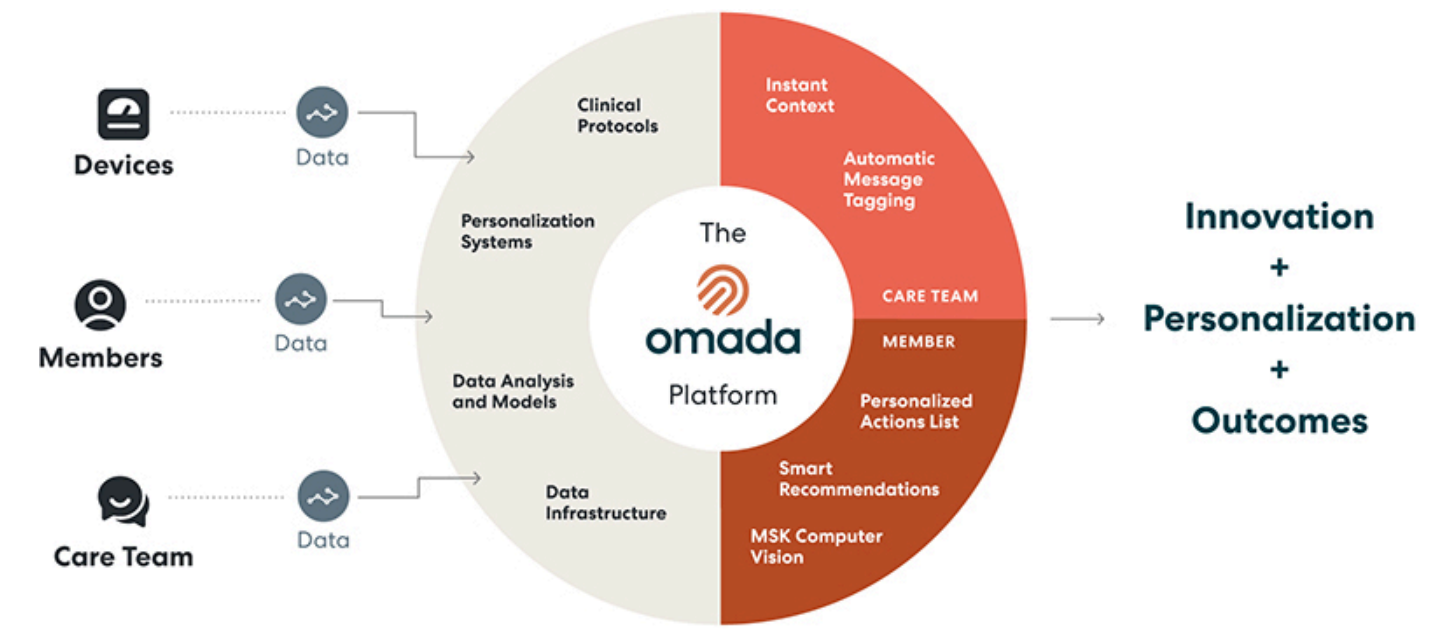 Devices
Data
Members
Data
Care Team
Data
Clinical
Protocols
Personalization
Systems
Data Analysis
and Models
Data
Infrastructure
The
omada
Platform
Instant
Context
Automatic
Message
Tagging
CARE TEAM
MEMBER
Personalized
Actions List
Smart
Recommendations
MSK Computer
Vision
Innovation
+
Personalization
+
Outcomes